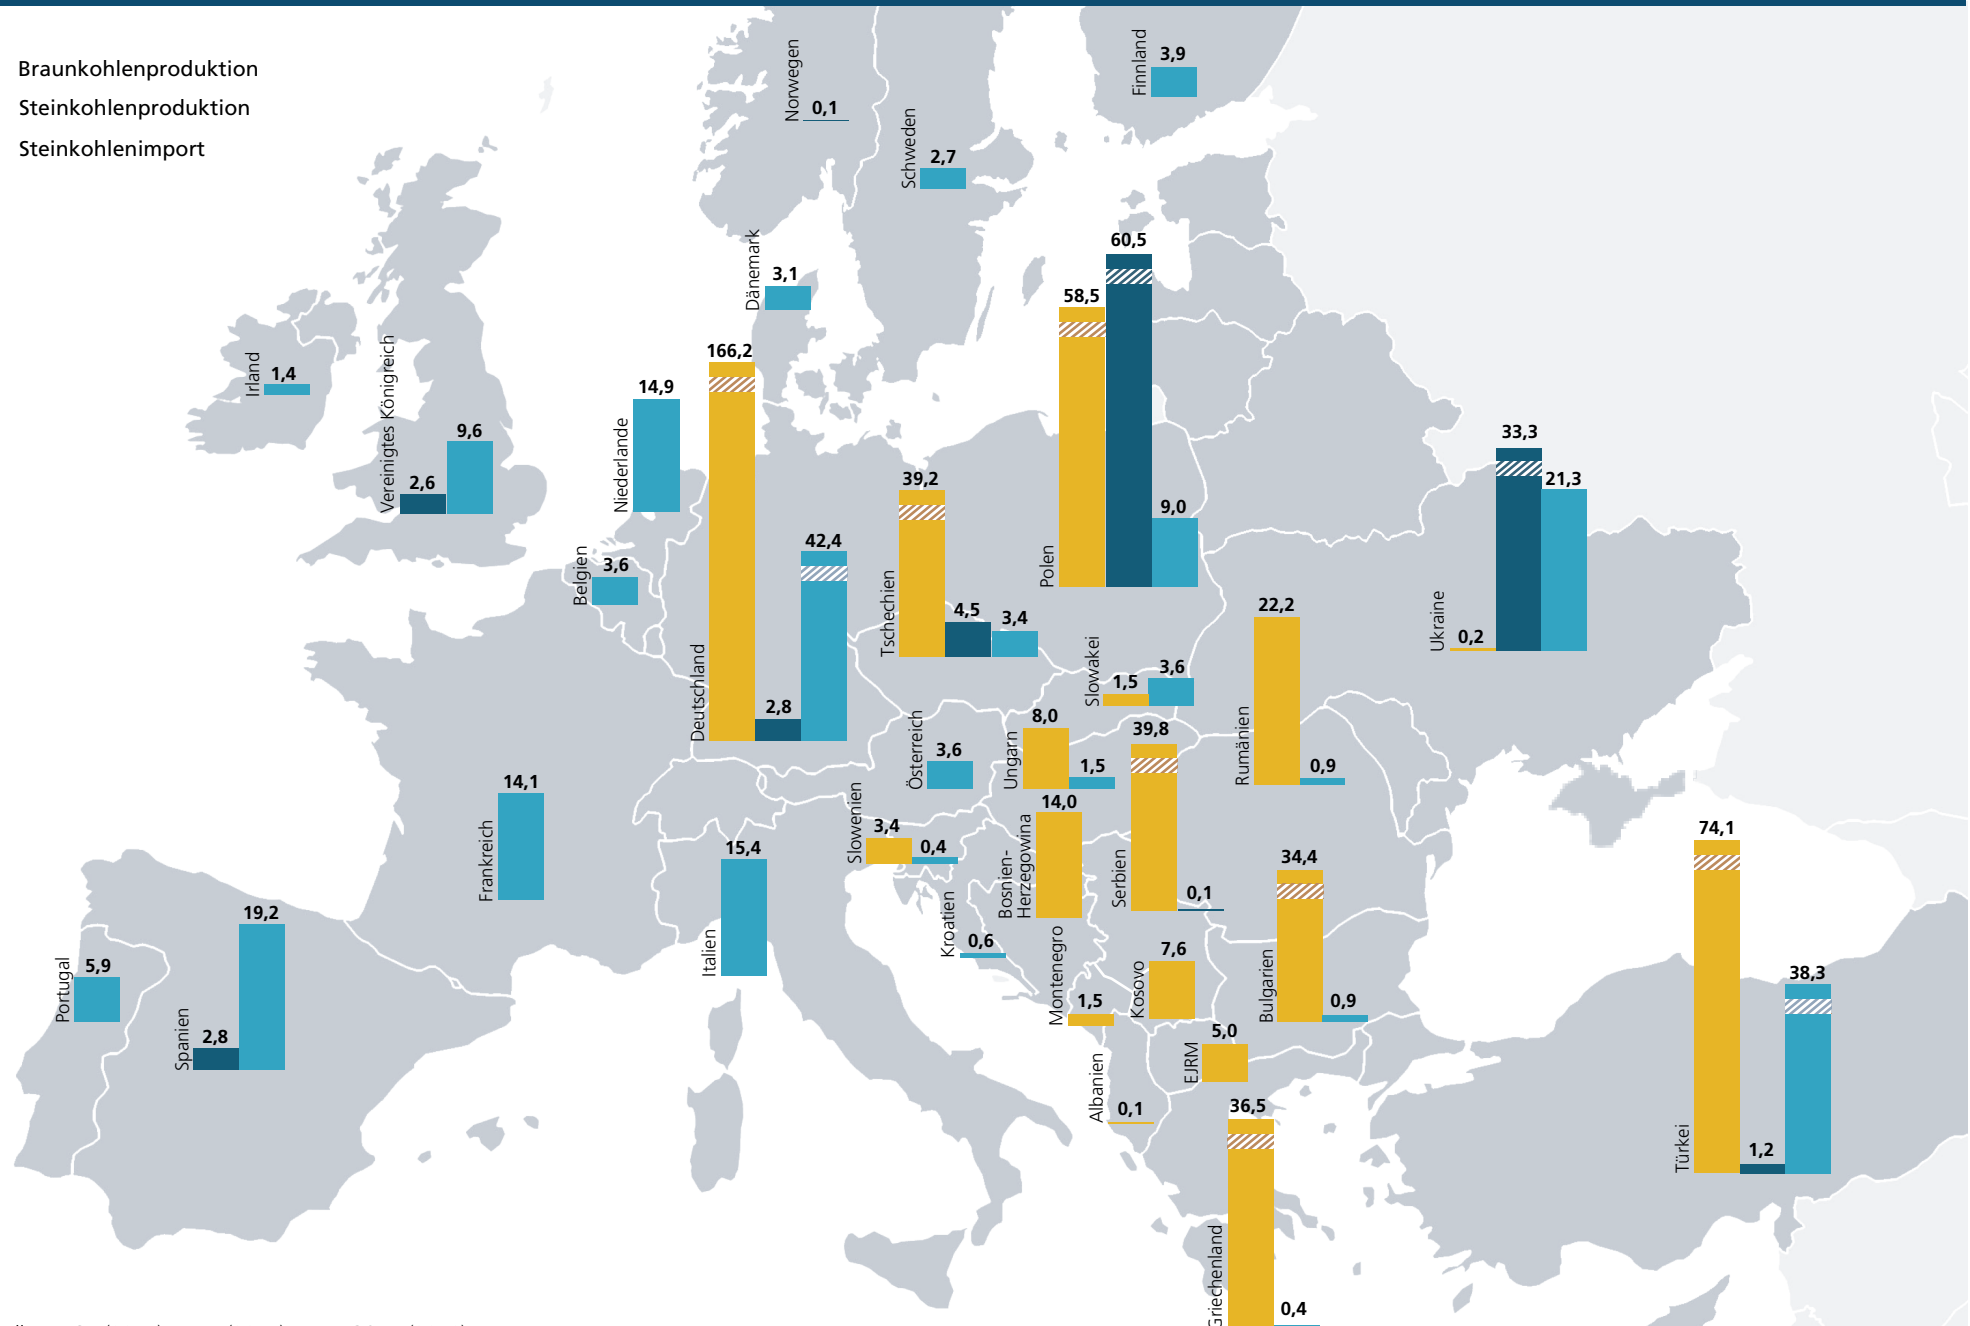 Braunkohlenproduktion
Steinkohlenproduktion
Steinkohlenimport
Norwegen
0,1
Finnland
3,9
Schweden
2,7
Dänemark
3,1
Irland
1,4
Vereinigtes Königreich
2,6
9,6
Niederlande
14,9
Belgien
3,6
Deutschland
166,2
2,8
42,4
Tschechien
39,2
4,5
3,4
Polen
58,5
60,5
9,0
Ukraine
0,2
33,3
21,3
Slowakei
1,5
3,6
Rumänien
22,2
0,9
Österreich
3,6
Ungarn
8,0
1,5
Serbien
39,8
0,1
Frankreich
14,1
Slowenien
3,4
0,4
Bosnien-
Herzegowina
14,0
Italien
15,4
Kroatien
0,6
Portugal
5,9
Spanien
2,8
19,2
Montenegro
1,5
Kosovo
7,6
Bulgarien
34,4
0,9
Türkei
74,1
1,2
38,3
Albanien
0,1
EJRM
5,0
Griechenland
36,5
0,4